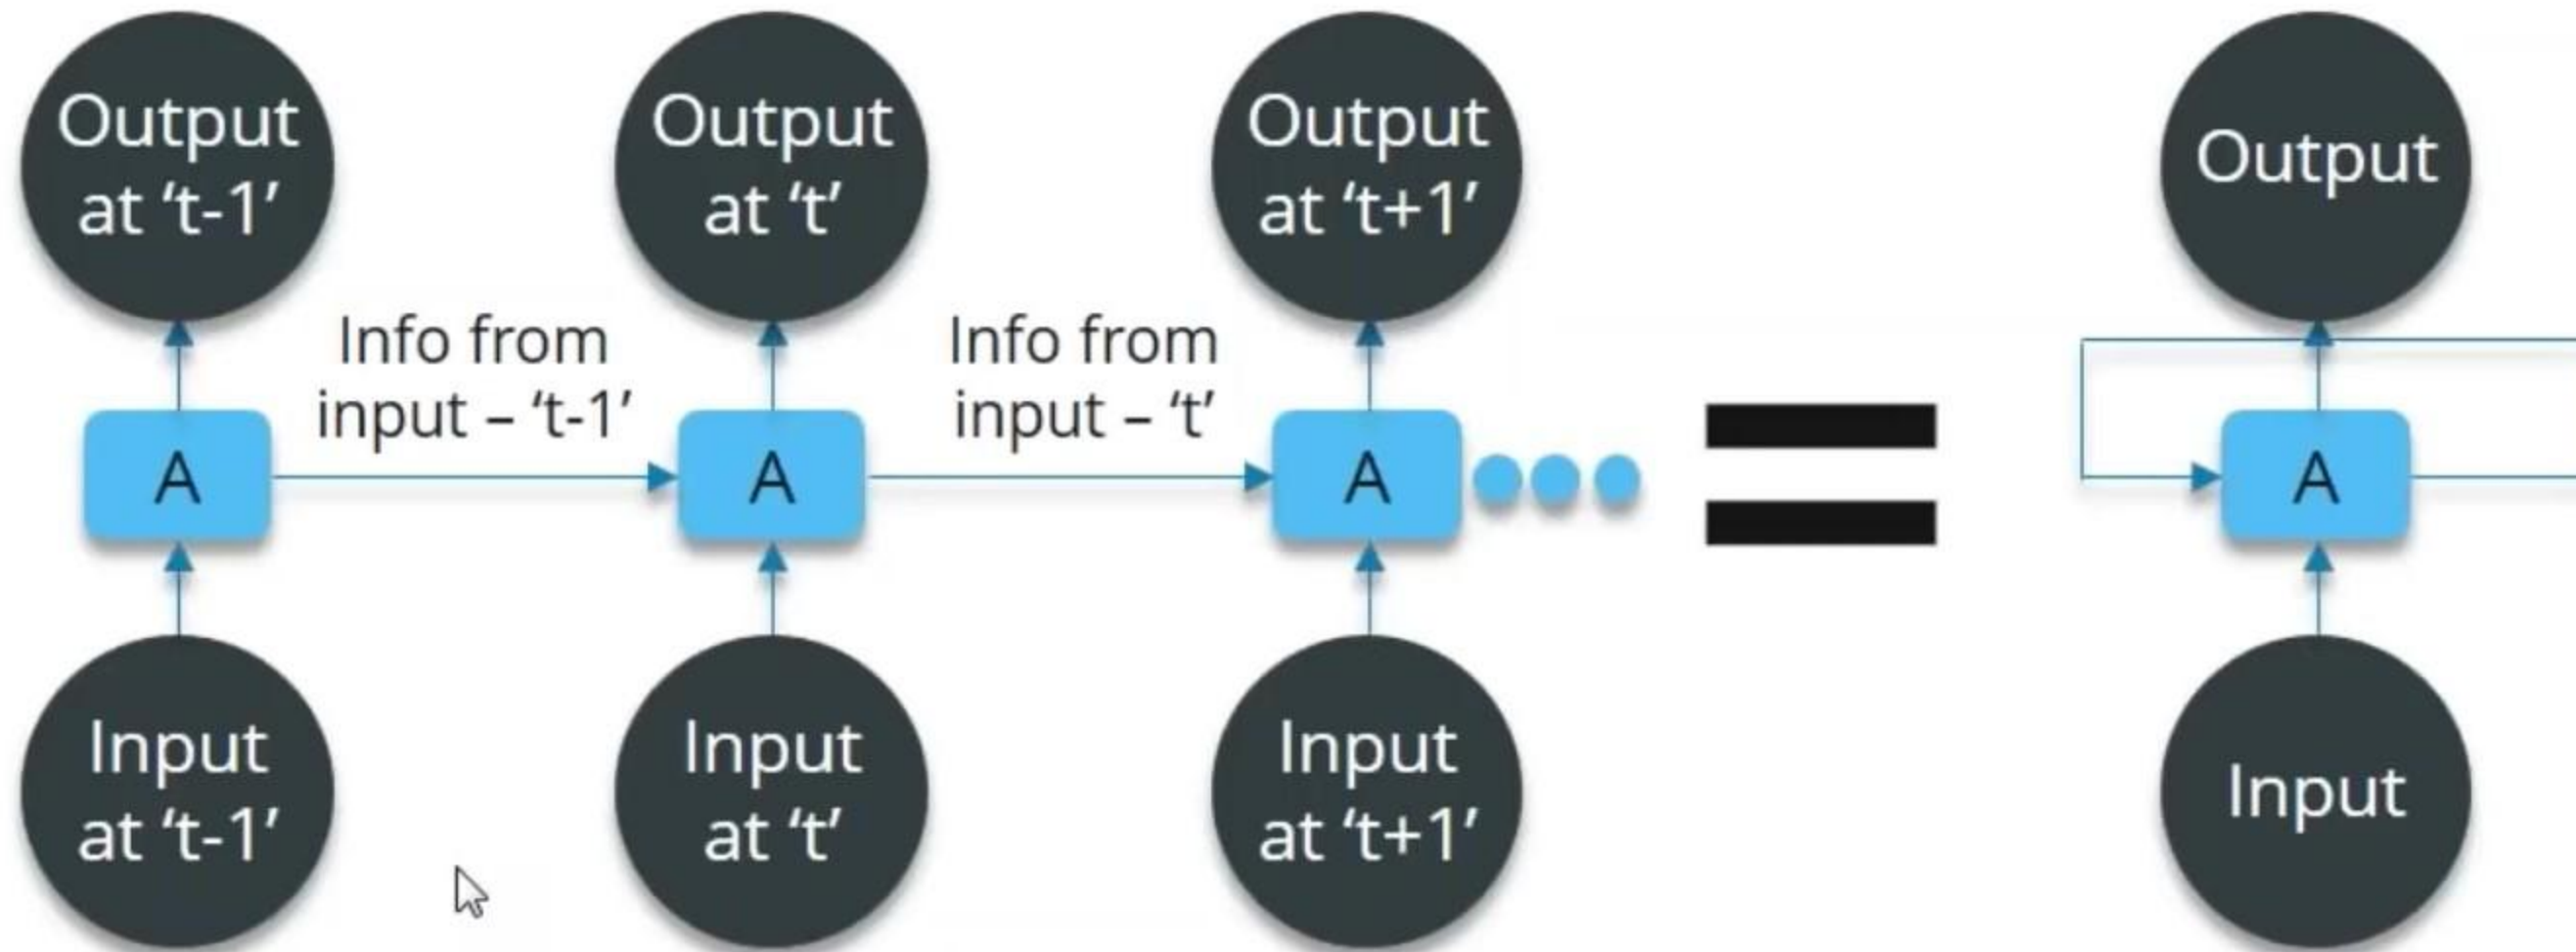 Output
at ‘t-1’
Output
at ‘t’
Output
at ‘t+1’
Output
Info from
input – ‘t-1’
Info from
input – ‘t’
A
A
A
A
Input
at ‘t-1’
Input
at ‘t’
Input
at ‘t+1’
Input